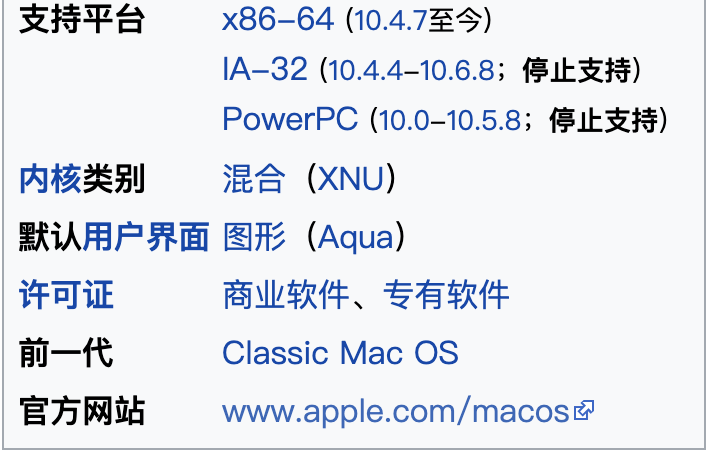 支持平台 x86-64 (10.4.7至今)
IA-32 (10.4.4–10.6.8；停止支持)
PowerPC (10.0–10.5.8；停止支持)
内核类别 混合（XNU）
默认用户界面 图形（Aqua）
许可证 商业软件、专有软件
前一代 Classic Mac OS
官方网站 www.apple.com/macos